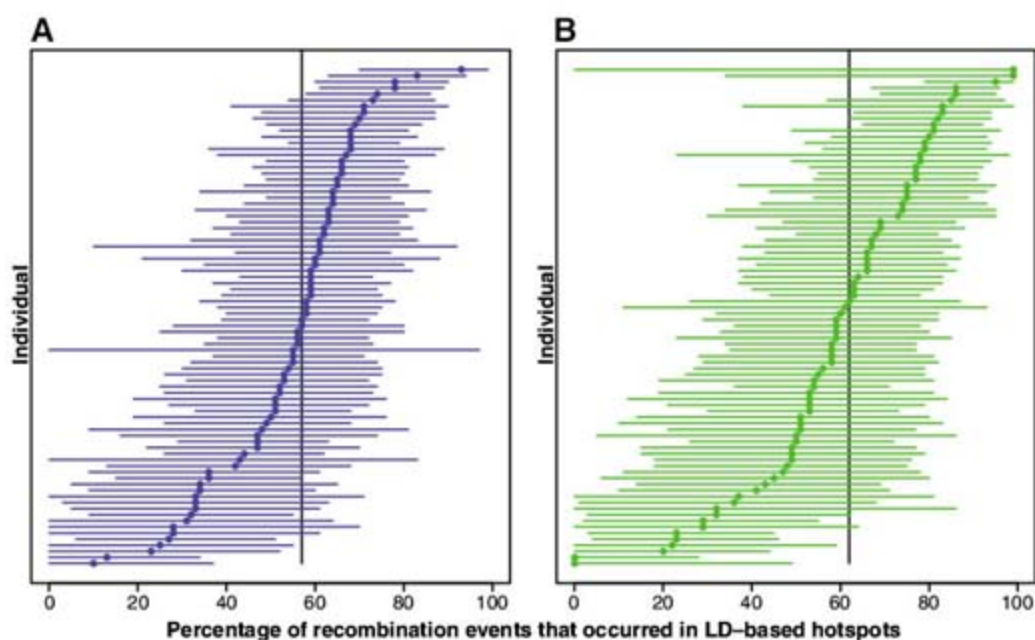 A
B
Individual
Individual
0 20 40 60 80 100
0 20 40 60 80 100
Percentage of recombination events that occurred in LD–based hotspots